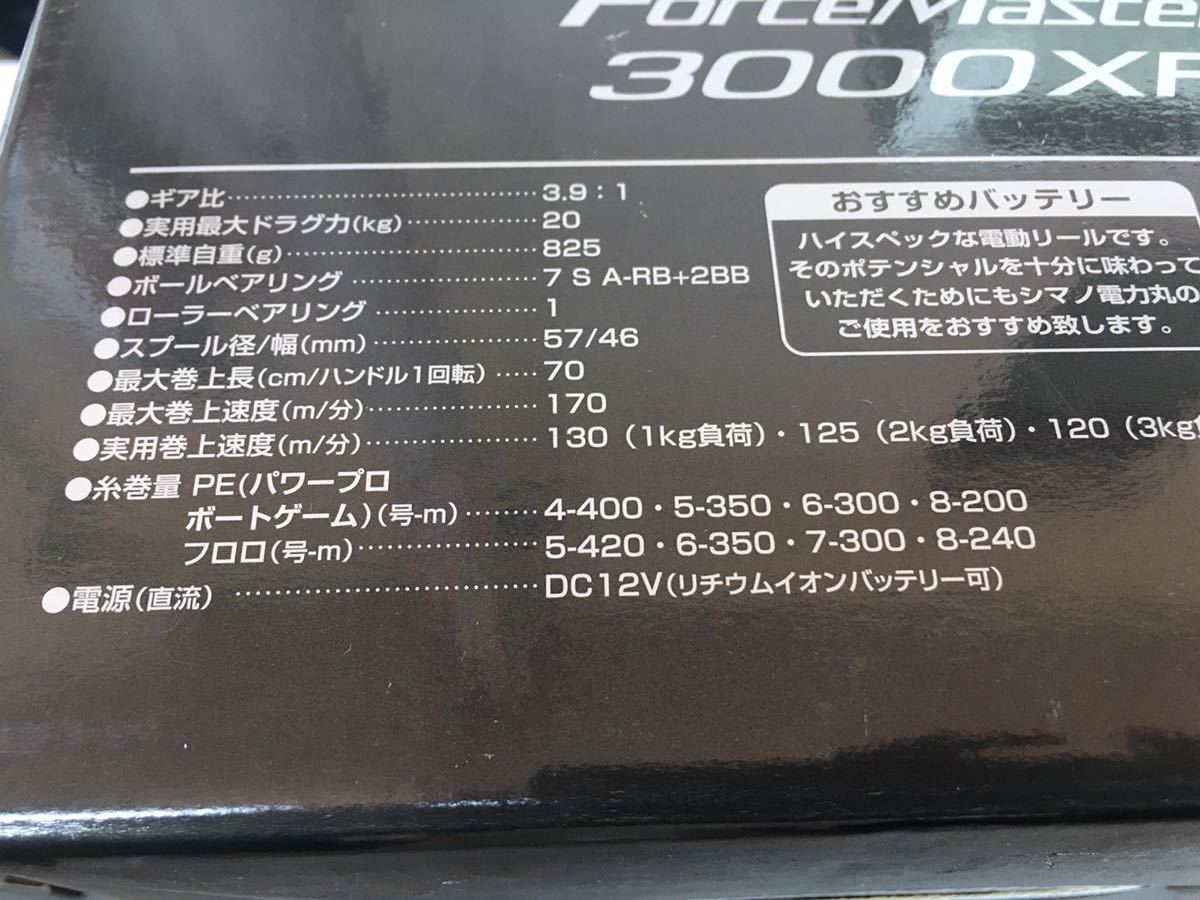 ForceMaste
3000XP
●ギア比 3.9:1
●実用最大ドラグ力(kg) 20
●標準自重(g) 825
●ボールベアリング 7 S A-RB+2BB
●ローラーベアリング 1
●スプール径/幅(mm) 57/46
●最大巻上長(cm/ハンドル1回転) 70
●最大巻上速度(m/分) 170
●実用巻上速度(m/分) 130(1kg負荷)・125(2kg負荷)・120(3kg
●糸巻量 PE(パワープロ
ボートゲーム)(号-m) 4-400・5-350・6-300・8-200
フロロ(号-m) 5-420・6-350・7-300・8-240
●電源(直流) DC12V(リチウムイオンバッテリー可)
おすすめバッテリー
ハイスペックな電動リールです。
そのポテンシャルを十分に味わって
いただくためにもシマノ電力丸の
ご使用をおすすめ致します。